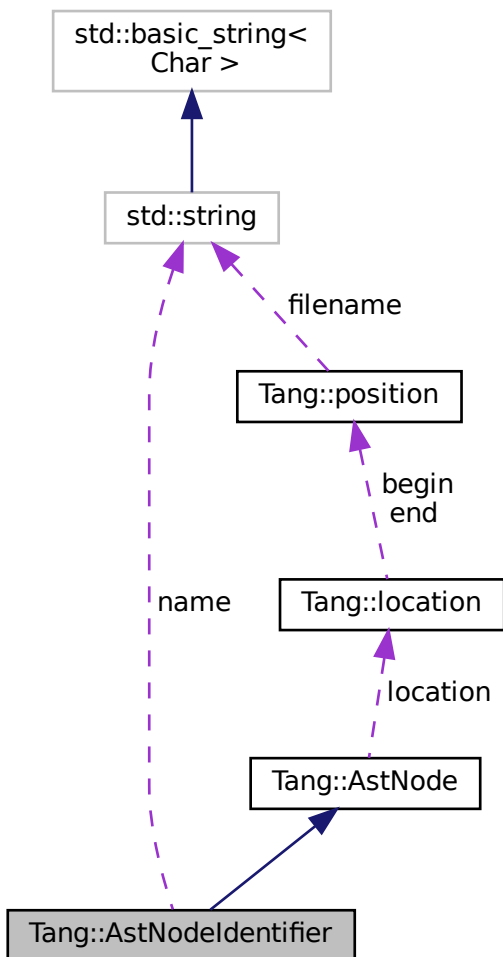 std::basic_string<
Char >
std::string
filename
Tang::position
begin
end
name
Tang::location
location
Tang::AstNode
Tang::AstNodeIdentifier